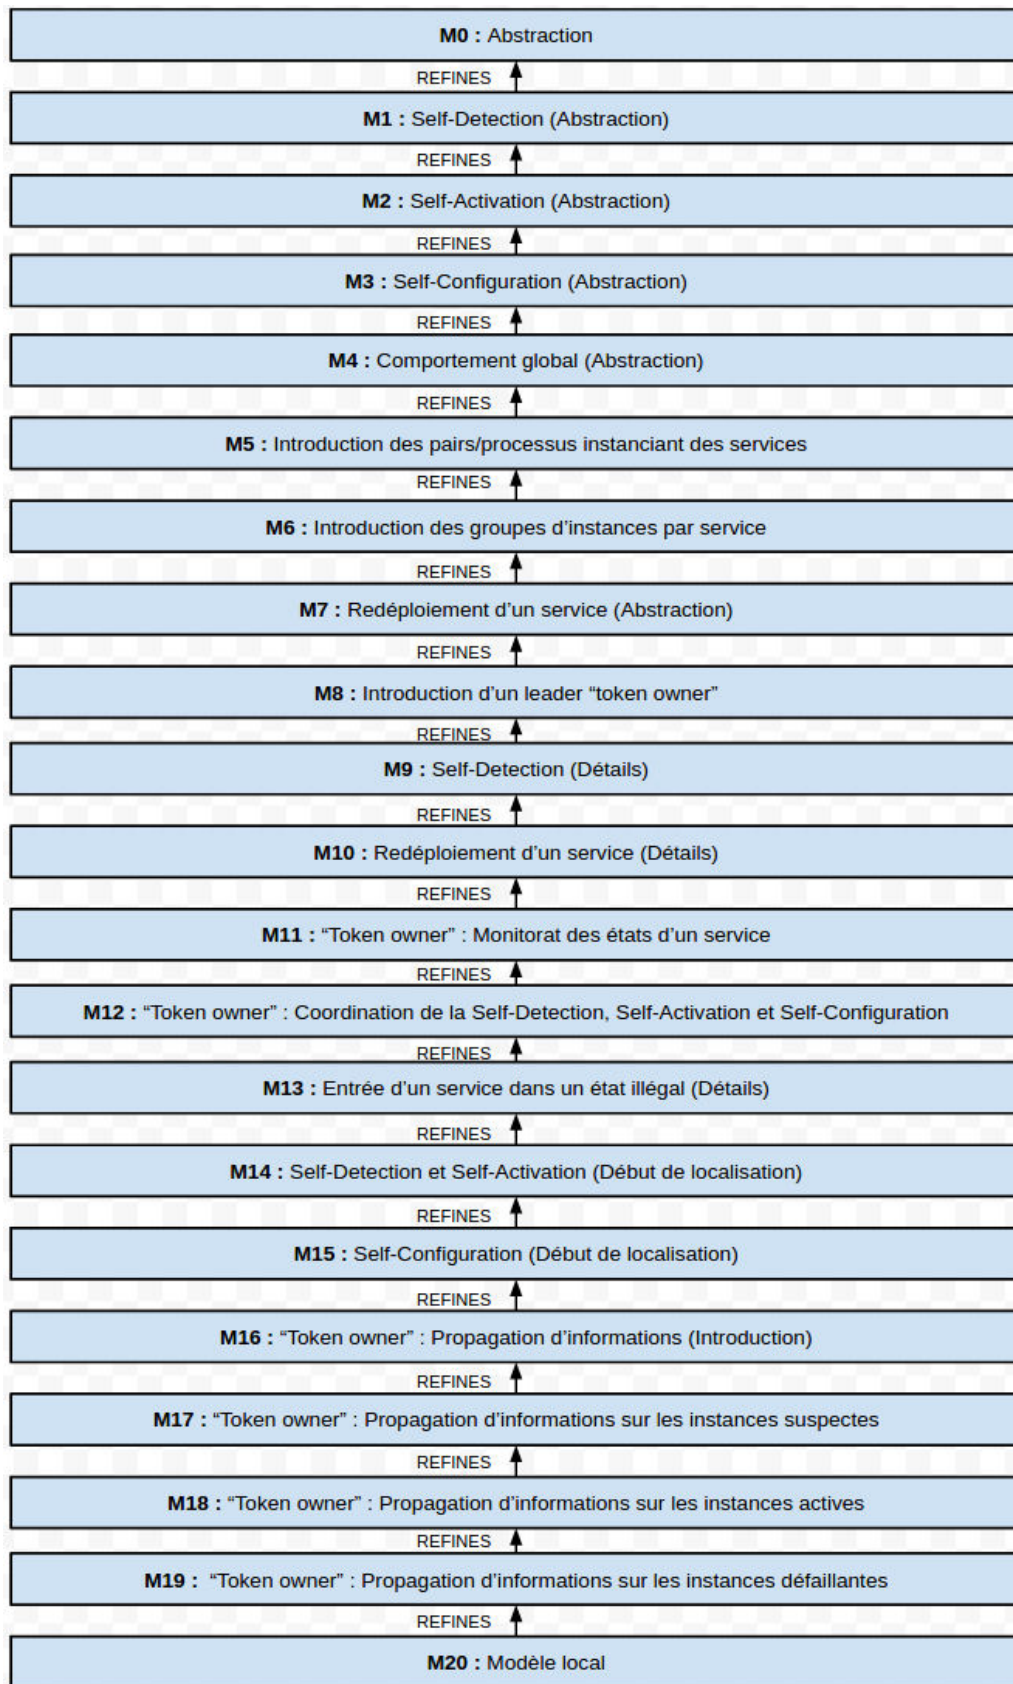 M0 : Abstraction
REFINES
M1 : Self-Detection (Abstraction)
REFINES
M2 : Self-Activation (Abstraction)
REFINES
M3 : Self-Configuration (Abstraction)
REFINES
M4 : Comportement global (Abstraction)
REFINES
M5 : Introduction des pairs/processus instanciant des services
REFINES
M6 : Introduction des groupes d’instances par service
REFINES
M7 : Redéploiement d’un service (Abstraction)
REFINES
M8 : Introduction d’un leader “token owner”
REFINES
M9 : Self-Detection (Détails)
REFINES
M10 : Redéploiement d’un service (Détails)
REFINES
M11 : “Token owner” : Monitorat des états d’un service
REFINES
M12 : “Token owner” : Coordination de la Self-Detection, Self-Activation et Self-Configuration
REFINES
M13 : Entrée d’un service dans un état illégal (Détails)
REFINES
M14 : Self-Detection et Self-Activation (Début de localisation)
REFINES
M15 : Self-Configuration (Début de localisation)
REFINES
M16 : “Token owner” : Propagation d’informations (Introduction)
REFINES
M17 : “Token owner” : Propagation d’informations sur les instances suspectes
REFINES
M18 : “Token owner” : Propagation d’informations sur les instances actives
REFINES
M19 : “Token owner” : Propagation d’informations sur les instances défaillantes
REFINES
M20 : Modèle local